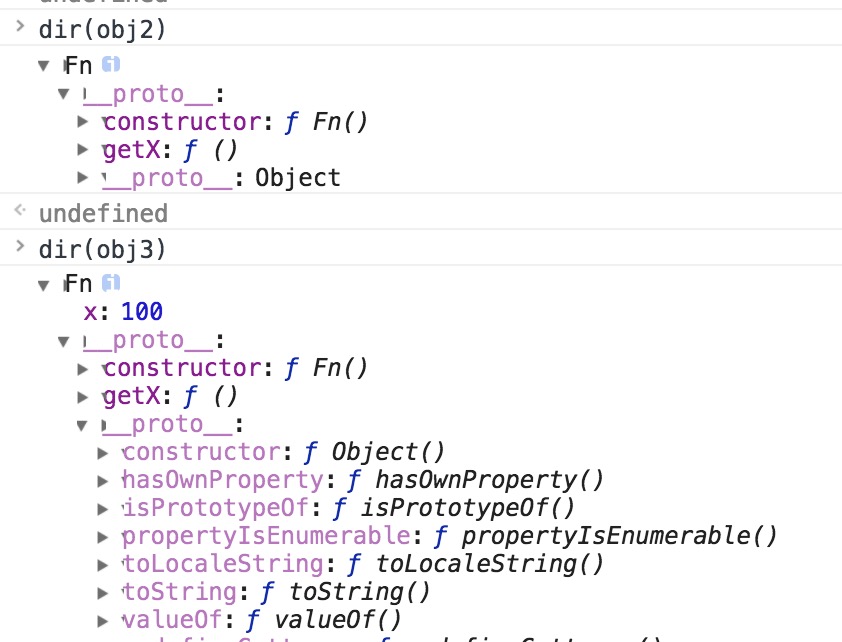 undefined
dir(obj2)
Fn
__proto__:
constructor: ƒ Fn()
getX: ƒ ()
__proto__: Object
undefined
dir(obj3)
Fn
x: 100
__proto__:
constructor: ƒ Fn()
getX: ƒ ()
__proto__:
constructor: ƒ Object()
hasOwnProperty: ƒ hasOwnProperty()
isPrototypeOf: ƒ isPrototypeOf()
propertyIsEnumerable: ƒ propertyIsEnumerable()
toLocaleString: ƒ toLocaleString()
toString: ƒ toString()
valueOf: ƒ valueOf()